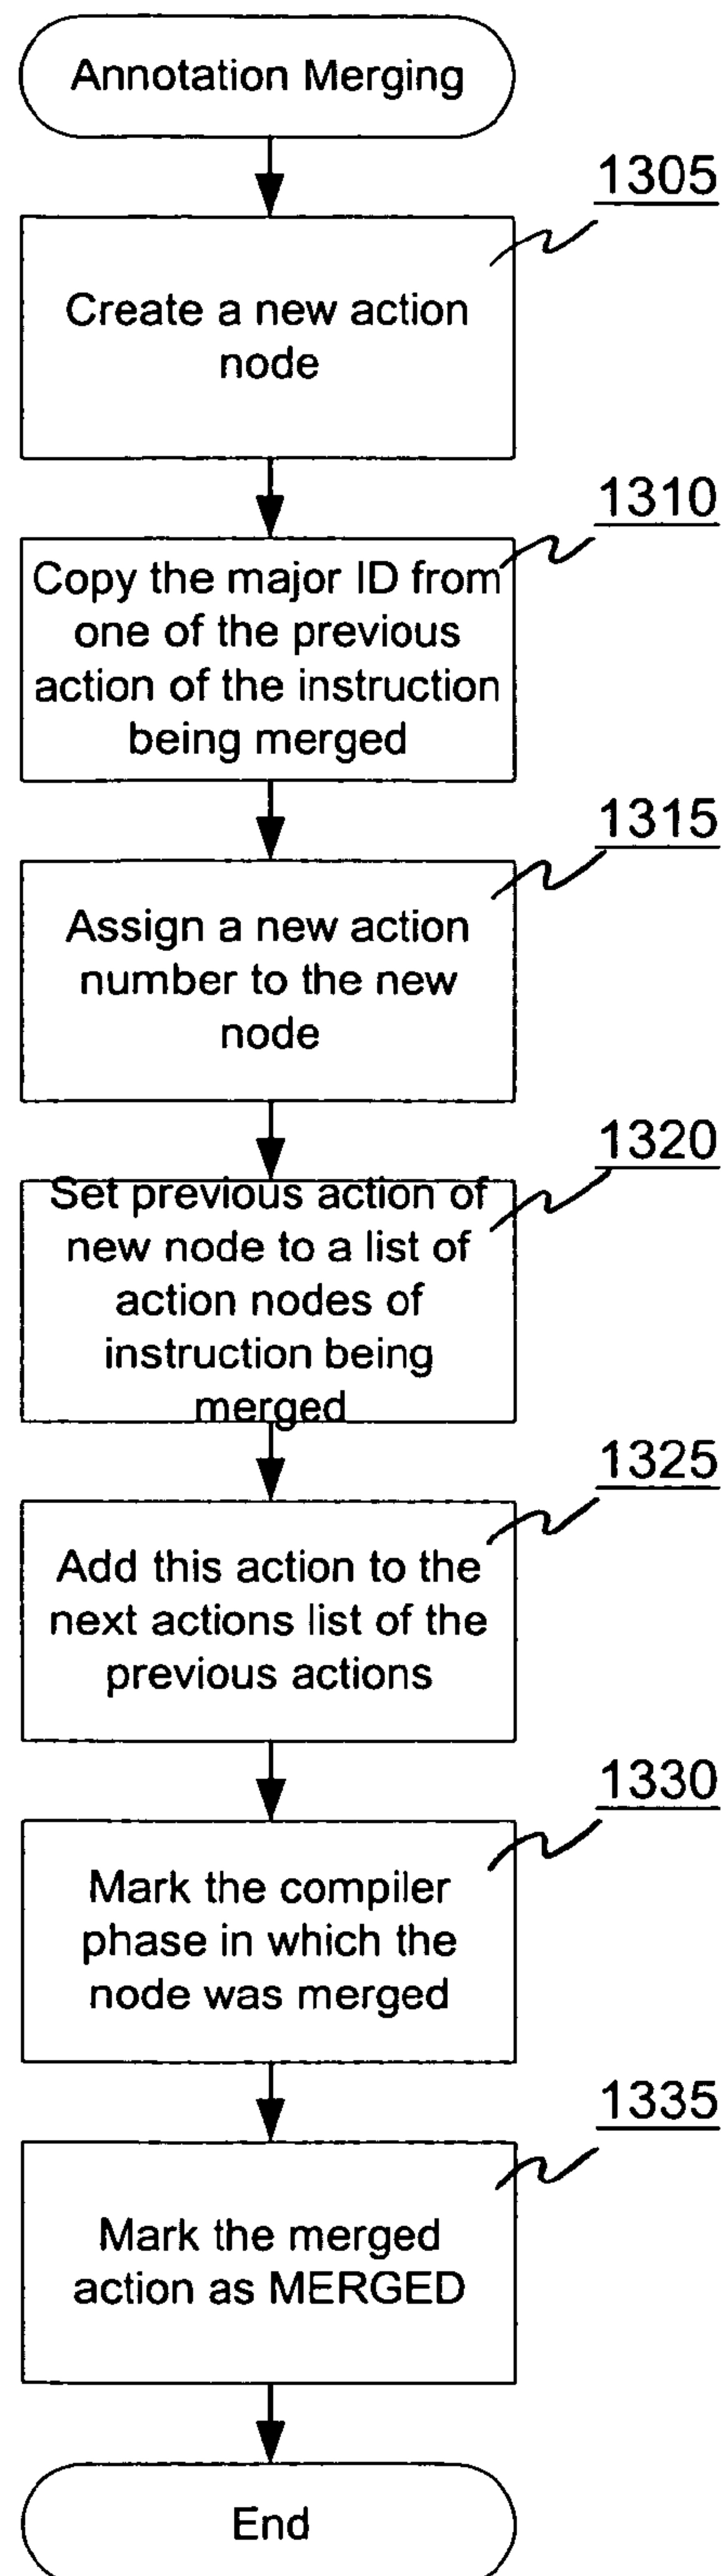 Annotation Merging
1305
Create a new action
node
1310
Copy the major ID from
one of the previous
action of the instruction
being merged
1315
Assign a new action
number to the new
node
1320
Set previous action of
new node to a list of
action nodes of
instruction being
merged
1325
Add this action to the
next actions list of the
previous actions
1330
Mark the compiler
phase in which the
node was merged
1335
Mark the merged
action as MERGED
End